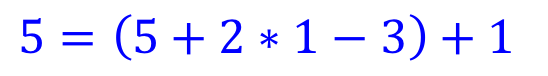 5 = (5 + 2 ∗ 1 − 3) + 1